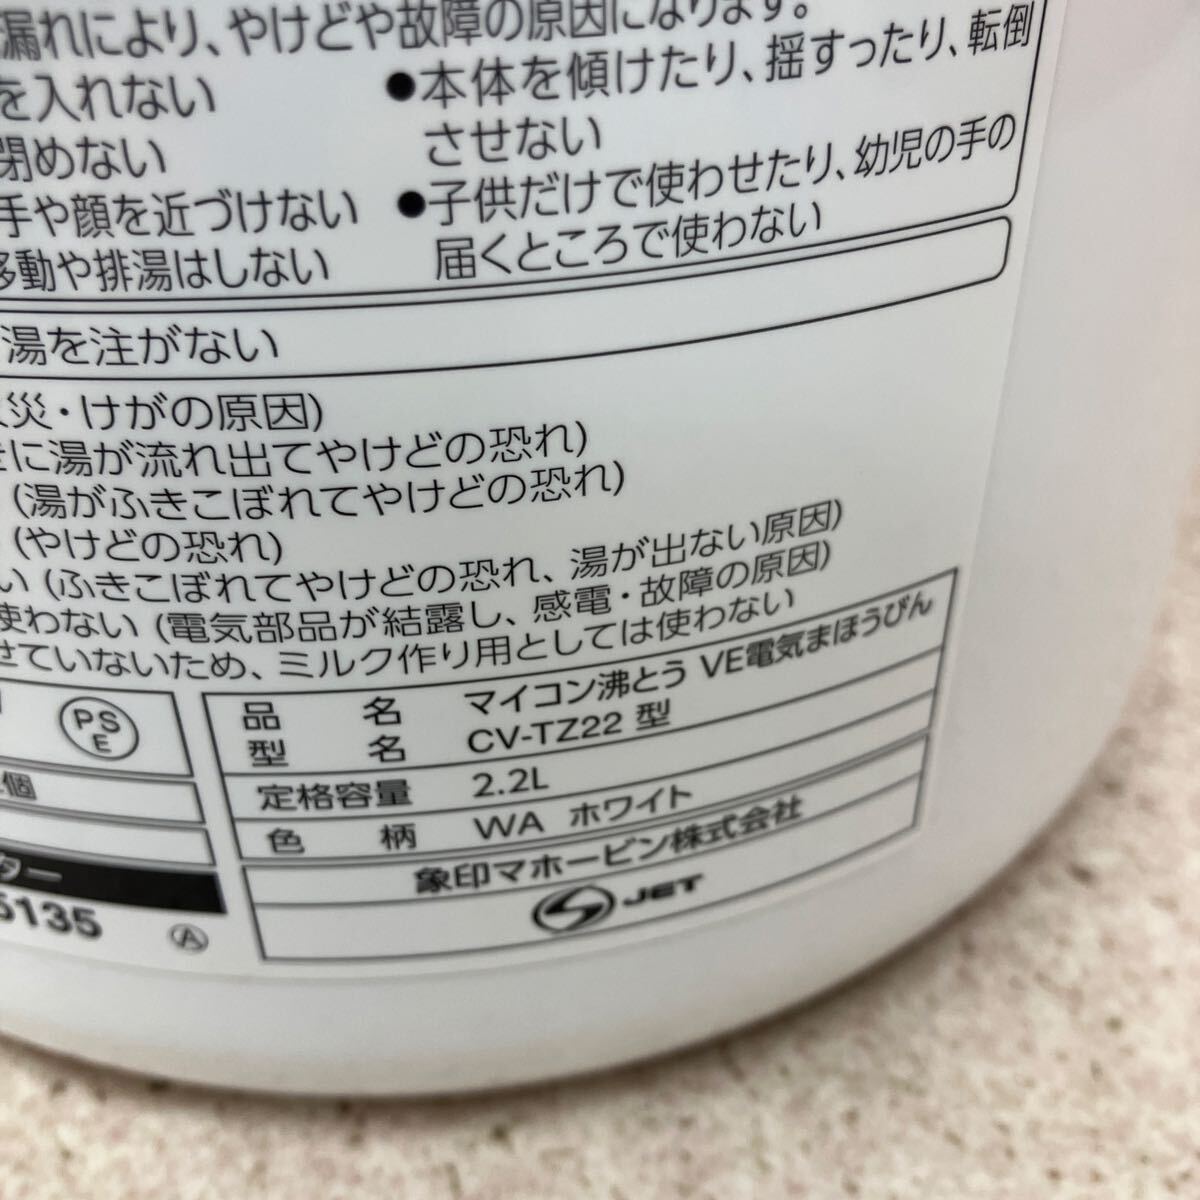 漏れにより、やけどや故障の原因になります。
を入れない
閉めない
手や顔を近づけない
移動や排湯はしない
●本体を傾けたり、揺すったり、転倒
させない
●子供だけで使わせたり、幼児の手の
届くところで使わない
湯を注がない
災・けがの原因)
に湯が流れ出てやけどの恐れ)
(湯がふきこぼれてやけどの恐れ)
(やけどの恐れ)
い(ふきこぼれてやけどの恐れ、湯が出ない原因)
使わない(電気部品が結露し、感電・故障の原因)
せていないため、ミルク作り用としては使わない
PS
E
個
ター
5135
A
品名 マイコン沸とう VE電気まほうびん
型名 CV-TZ22 型
定格容量 2.2L
色柄 WA ホワイト
象印マホービン株式会社
JET